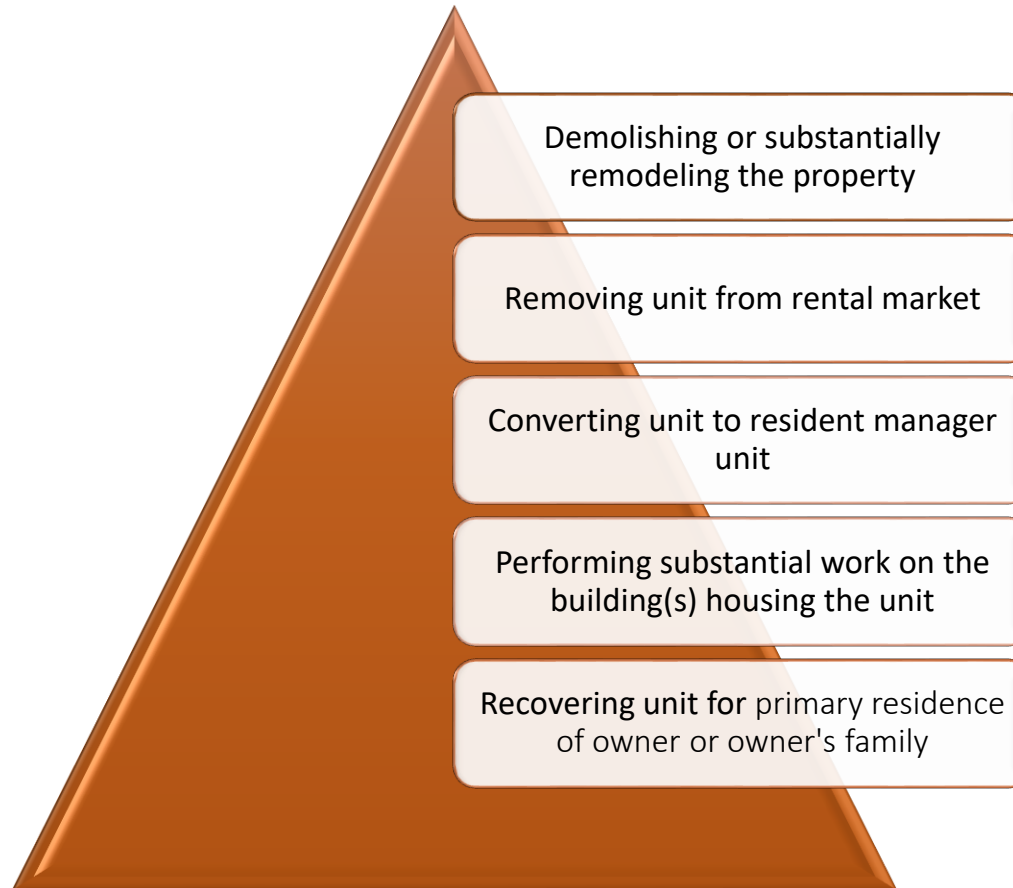 Demolishing or substantially
remodeling the property
Removing unit from rental market
Converting unit to resident manager
unit
Performing substantial work on the
building(s) housing the unit
Recovering unit for primary residence
of owner or owner's family